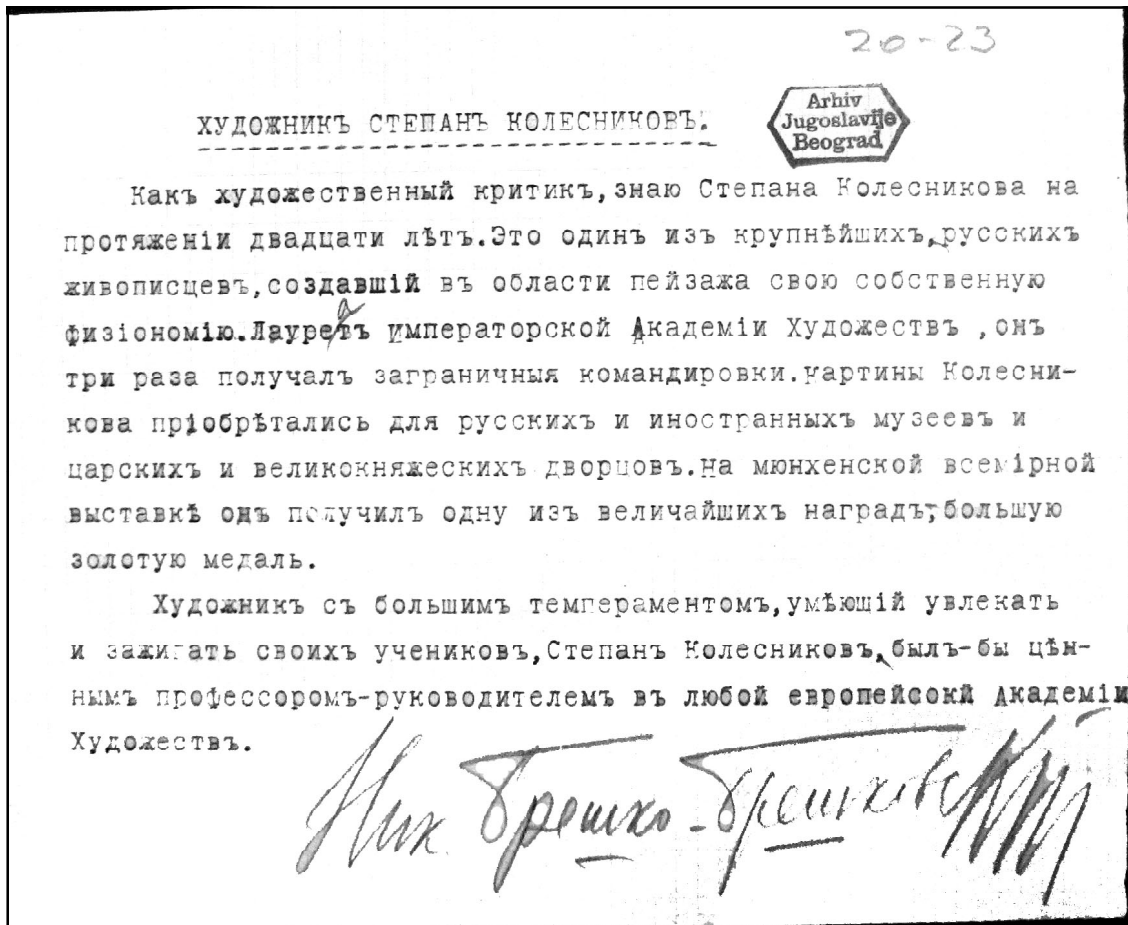 20-23
ХУДОЖНИКЪ СТЕПАНЪ КОЛЕСНИКОВЪ.
Arhiv
Jugoslavije
Beograd
Какъ художественный критик,знаю Степана Колесникова на
протяженіи двадцати лѣтъ.Это одинъ из крупнѣйшихъ русскихъ
живописцевъ,создавшій въ области пейзажа свою собственную
физіономію.Лауреатъ императорской Академіи Художествъ ,онъ
три раза получалъ заграничныя командировки.Картины Колесни-
кова пріобрѣтались для русскихъ и иностранныхъ музеевъ и
царскихъ и великокняжескихъ дворцовъ.На мюнхенской всемірной
выставкѣ онъ получилъ одну изъ величайшихъ наградъ,большую
золотую медаль.
Художник съ большимъ темпераментомъ,умѣющій увлекать
и зажигать своихъ учениковъ,Степанъ Колесниковъ былъ-бы цѣн-
нымъ профессоромъ-руководителемъ въ любой европейсокй Академіи
Художествъ.
Ник Брешко-Брешковскій